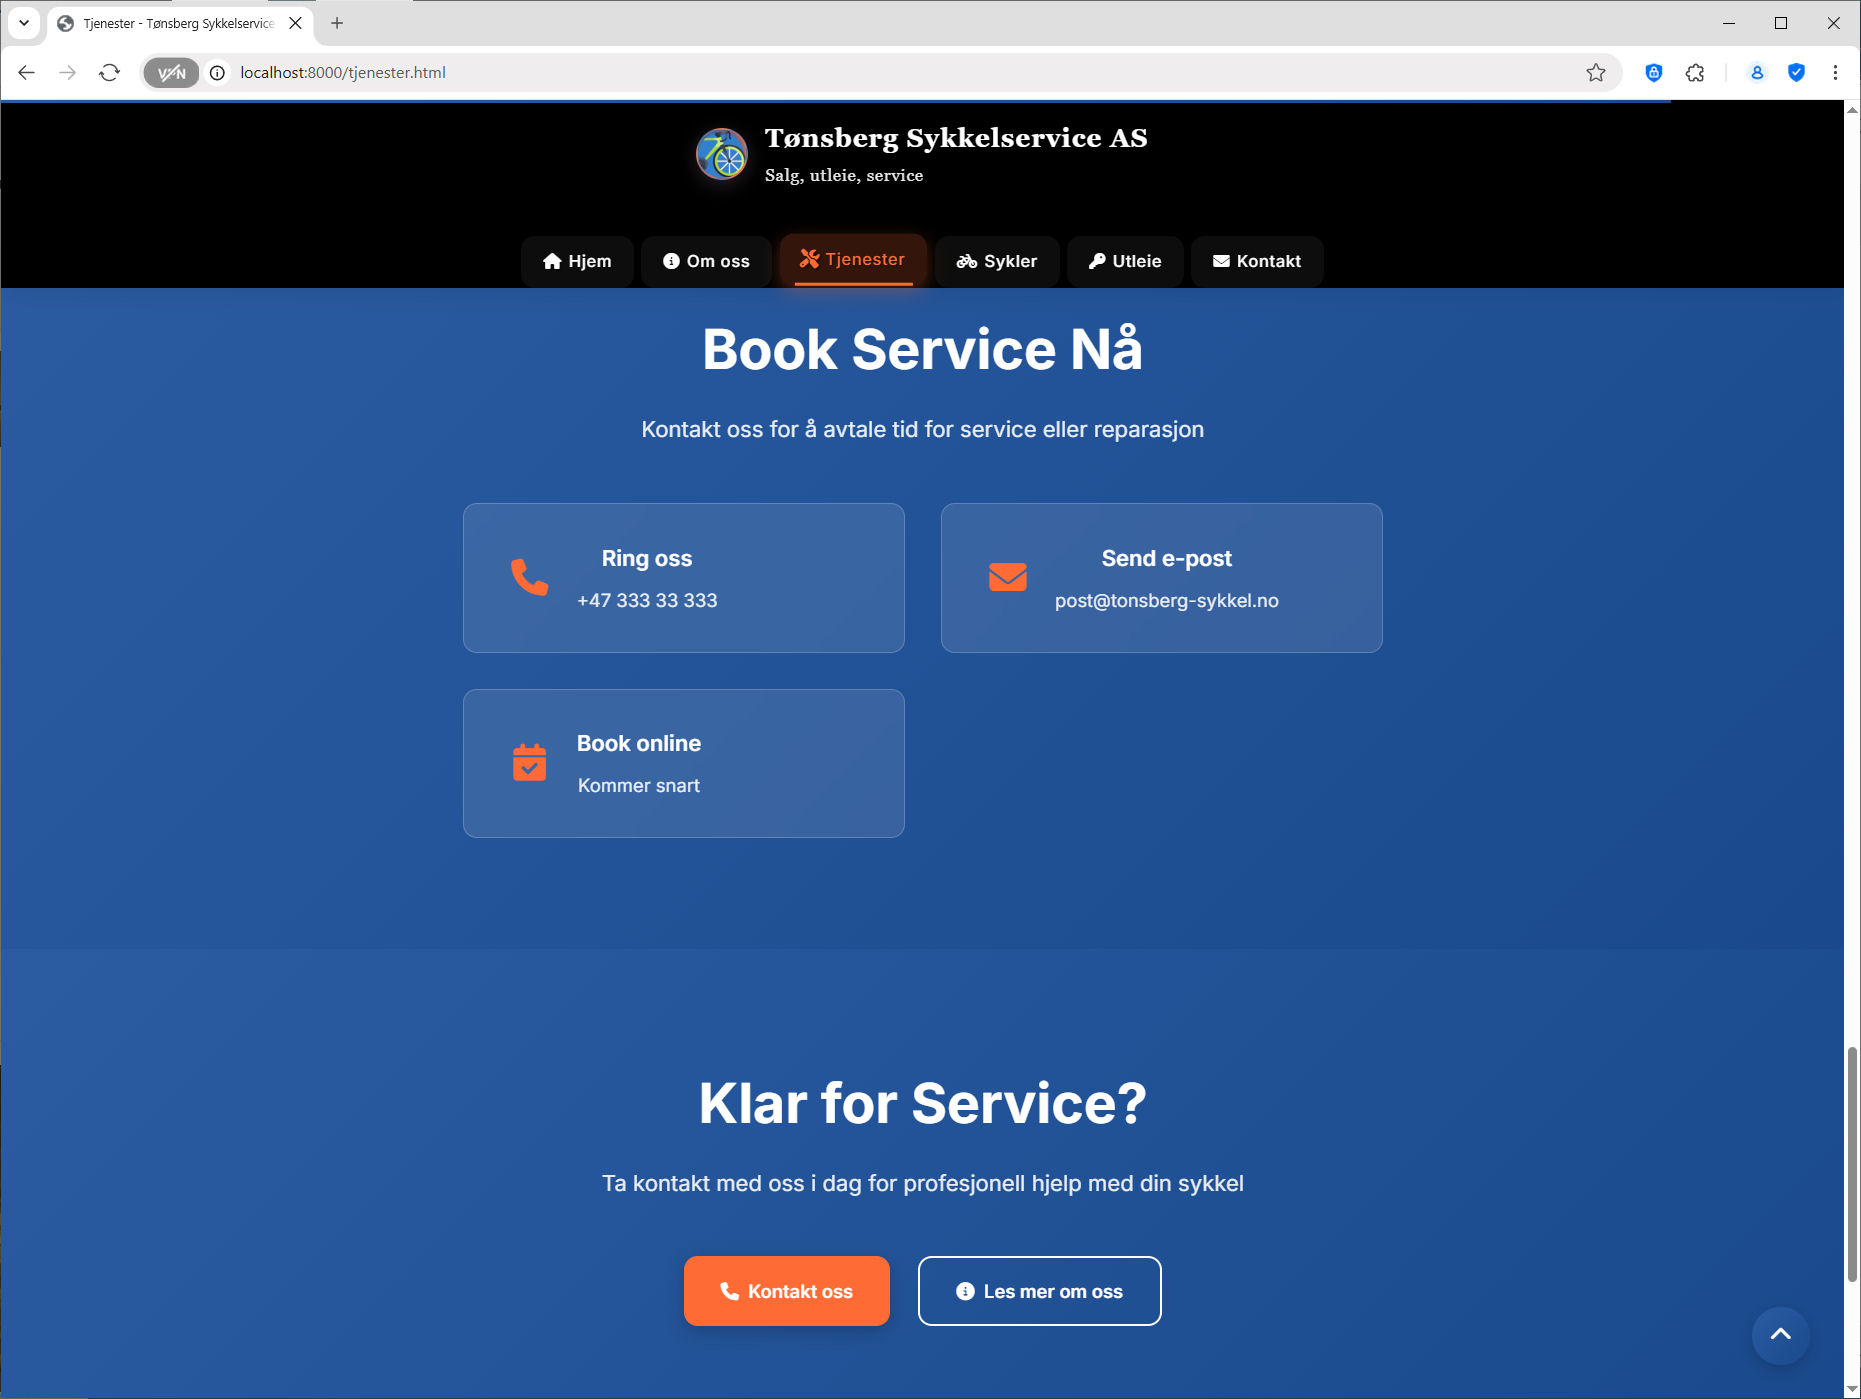 Tjenester - Tønsberg Sykkelservice
VPN
localhost:8000/tjenester.html
Tønsberg Sykkelservice AS
Salg, utleie, service
Hjem
Om oss
Tjenester
Sykler
Utleie
Kontakt
Book Service Nå
Kontakt oss for å avtale tid for service eller reparasjon
Ring oss
+47 333 33 333
Send e-post
post@tonsberg-sykkel.no
Book online
Kommer snart
Klar for Service?
Ta kontakt med oss i dag for profesjonell hjelp med din sykkel
Kontakt oss
Les mer om oss